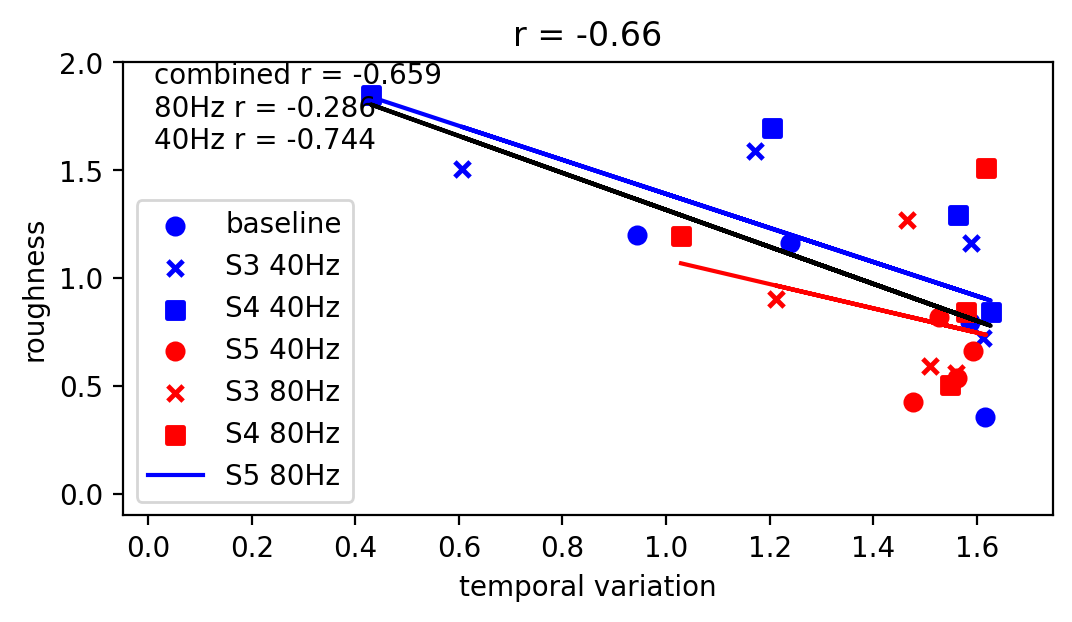 r = -0.66
combined r = -0.659
80Hz r = -0.286
40Hz r = -0.744
2.0
1.5
1.0
0.5
0.0
roughness
baseline
S3 40Hz
S4 40Hz
S5 40Hz
S3 80Hz
S4 80Hz
S5 80Hz
0.0 0.2 0.4 0.6 0.8 1.0 1.2 1.4 1.6
temporal variation